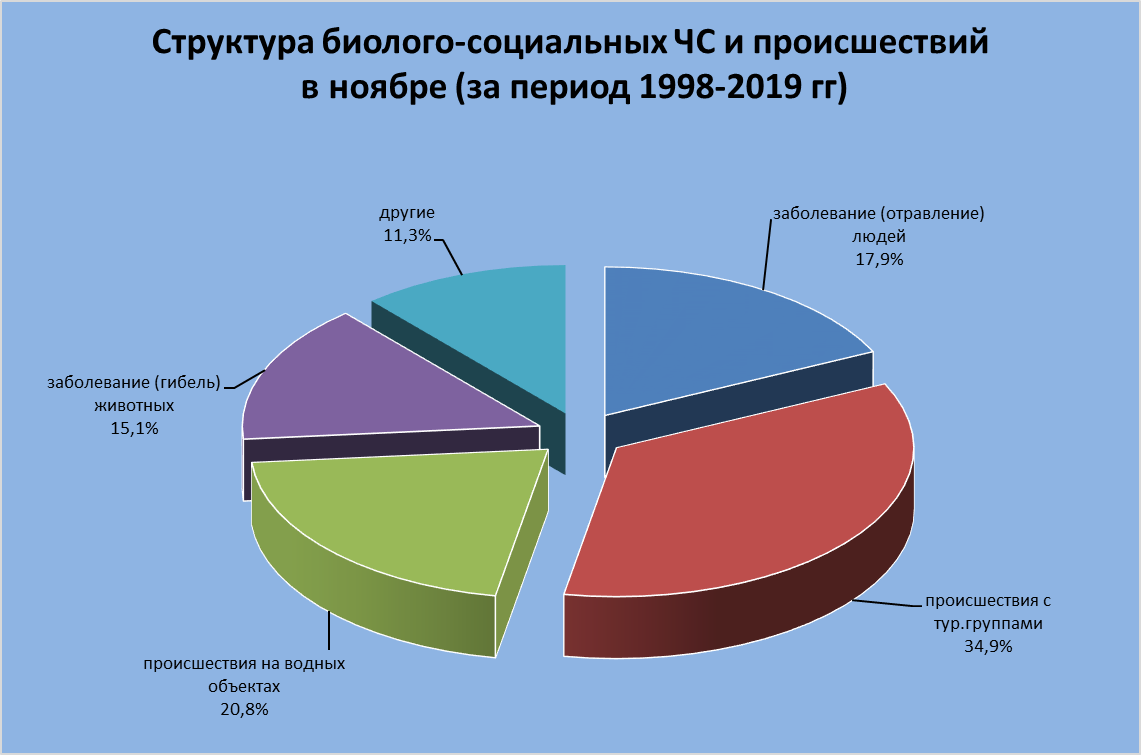 Структура биолого-социальных ЧС и происшествий
в ноябре (за период 1998-2019 гг)
другие
11,3%
заболевание (отравление)
людей
17,9%
заболевание (гибель)
животных
15,1%
происшествия с
тур.группами
34,9%
происшествия на водных
объектах
20,8%